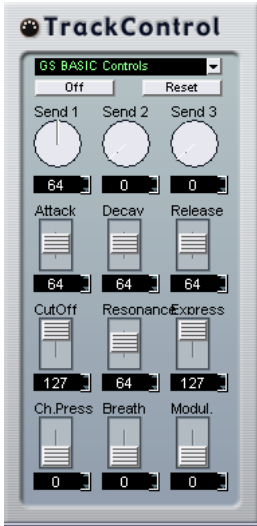 TrackControl
GS BASIC Controls
Off Reset
Send 1 Send 2 Send 3
64 0 0
Attack Decay Release
64 64 64
CutOff Resonance Express
127 64 127
Ch.Press Breath Modul.
0 0 0